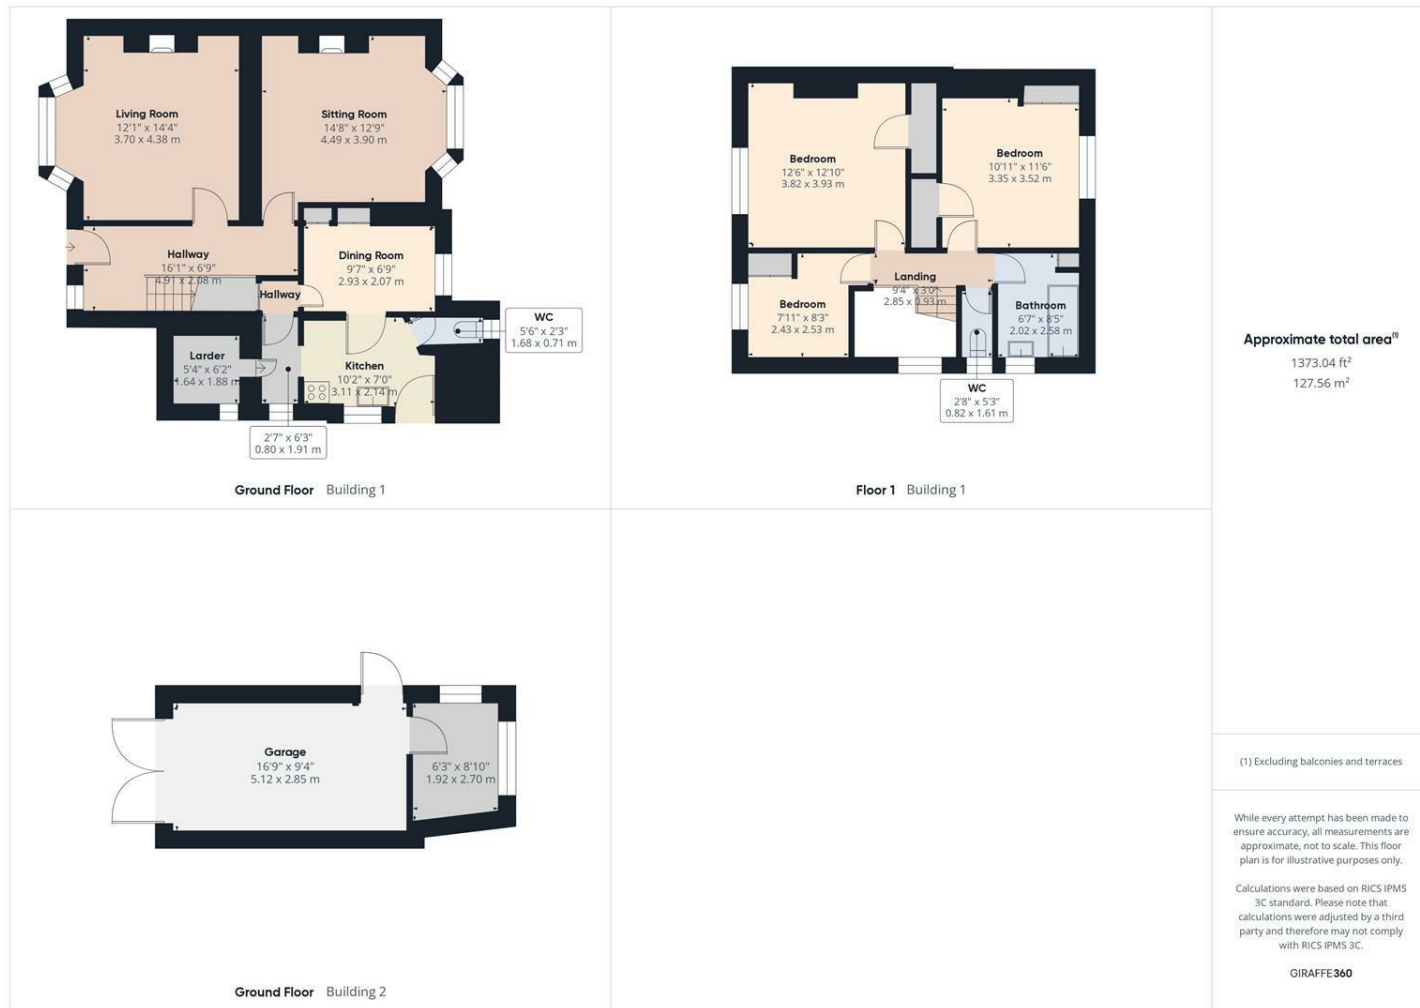 Living Room
12'1" x 14'4"
3.70 x 4.38 m
Sitting Room
14'8" x 12'9"
4.49 x 3.90 m
Hallway
16'1" x 6'9"
4.91 x 2.08 m
Dining Room
9'7" x 6'9"
2.93 x 2.07 m
Hallway
WC
5'6" x 2'3"
1.68 x 0.71 m
Larder
5'4" x 6'2"
1.64 x 1.88 m
Kitchen
10'2" x 7'0"
3.11 x 2.14 m
2'7" x 6'3"
0.80 x 1.91 m
Ground Floor Building 1
Bedroom
12'6" x 12'10"
3.82 x 3.93 m
Bedroom
10'11" x 11'6"
3.35 x 3.52 m
Landing
9'4" x 3'0"
2.85 x 0.93 m
Bedroom
7'11" x 8'3"
2.43 x 2.53 m
Bathroom
6'7" x 8'5"
2.02 x 2.58 m
WC
2'8" x 5'3"
0.82 x 1.61 m
Floor 1 Building 1
Garage
16'9" x 9'4"
5.12 x 2.85 m
6'3" x 8'10"
1.92 x 2.70 m
Ground Floor Building 2
Approximate total area⁽¹⁾
1373.04 ft²
127.56 m²
(1) Excluding balconies and terraces
While every attempt has been made to
ensure accuracy, all measurements are
approximate, not to scale. This floor
plan is for illustrative purposes only.
Calculations were based on RICS IPMS
3C standard. Please note that
calculations were adjusted by a third
party and therefore may not comply
with RICS IPMS 3C.
GIRAFFE360